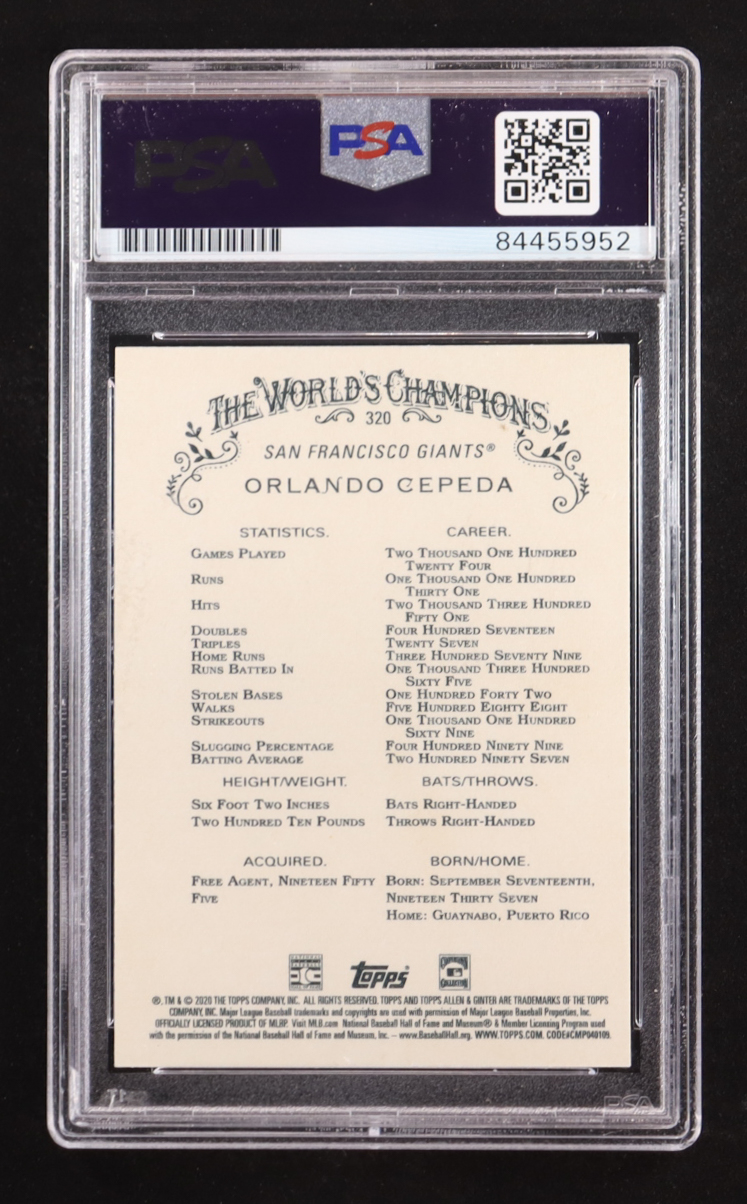 PSA PSA
84455952
THE WORLD'S CHAMPIONS
320
SAN FRANCISCO GIANTS®
ORLANDO CEPEDA
STATISTICS. CAREER.
GAMES PLAYED TWO THOUSAND ONE HUNDRED
TWENTY FOUR
RUNS ONE THOUSAND ONE HUNDRED
THIRTY ONE
HITS TWO THOUSAND THREE HUNDRED
FIFTY ONE
DOUBLES FOUR HUNDRED SEVENTEEN
TRIPLES TWENTY SEVEN
HOME RUNS THREE HUNDRED SEVENTY NINE
RUNS BATTED IN ONE THOUSAND THREE HUNDRED
SIXTY FIVE
STOLEN BASES ONE HUNDRED FORTY TWO
WALKS FIVE HUNDRED EIGHTY EIGHT
STRIKEOUTS ONE THOUSAND ONE HUNDRED
SIXTY NINE
SLUGGING PERCENTAGE FOUR HUNDRED NINETY NINE
BATTING AVERAGE TWO HUNDRED NINETY SEVEN
HEIGHT/WEIGHT. BATS/THROWS.
SIX FOOT TWO INCHES BATS RIGHT-HANDED
TWO HUNDRED TEN POUNDS THROWS RIGHT-HANDED
ACQUIRED. BORN/HOME.
FREE AGENT, NINETEEN FIFTY BORN: SEPTEMBER SEVENTEENTH,
FIVE NINETEEN THIRTY SEVEN
HOME: GUAYNABO, PUERTO RICO
Topps®
®, TM & © 2020 THE TOPPS COMPANY, INC. ALL RIGHTS RESERVED. TOPPS AND TOPPS ALLEN & GINTER ARE TRADEMARKS OF THE TOPPS
COMPANY, INC. Major League Baseball trademarks and copyrights are used with permission of Major League Baseball Properties, Inc.
OFFICIALLY LICENSED PRODUCT OF MLBP. Visit MLB.com National Baseball Hall of Fame and Museum® & Member Licensing Program used
with the permission of the National Baseball Hall of Fame and Museum, Inc. – www.BaseballHall.org. WWW.TOPPS.COM. CODE#CMP040109.
PSA